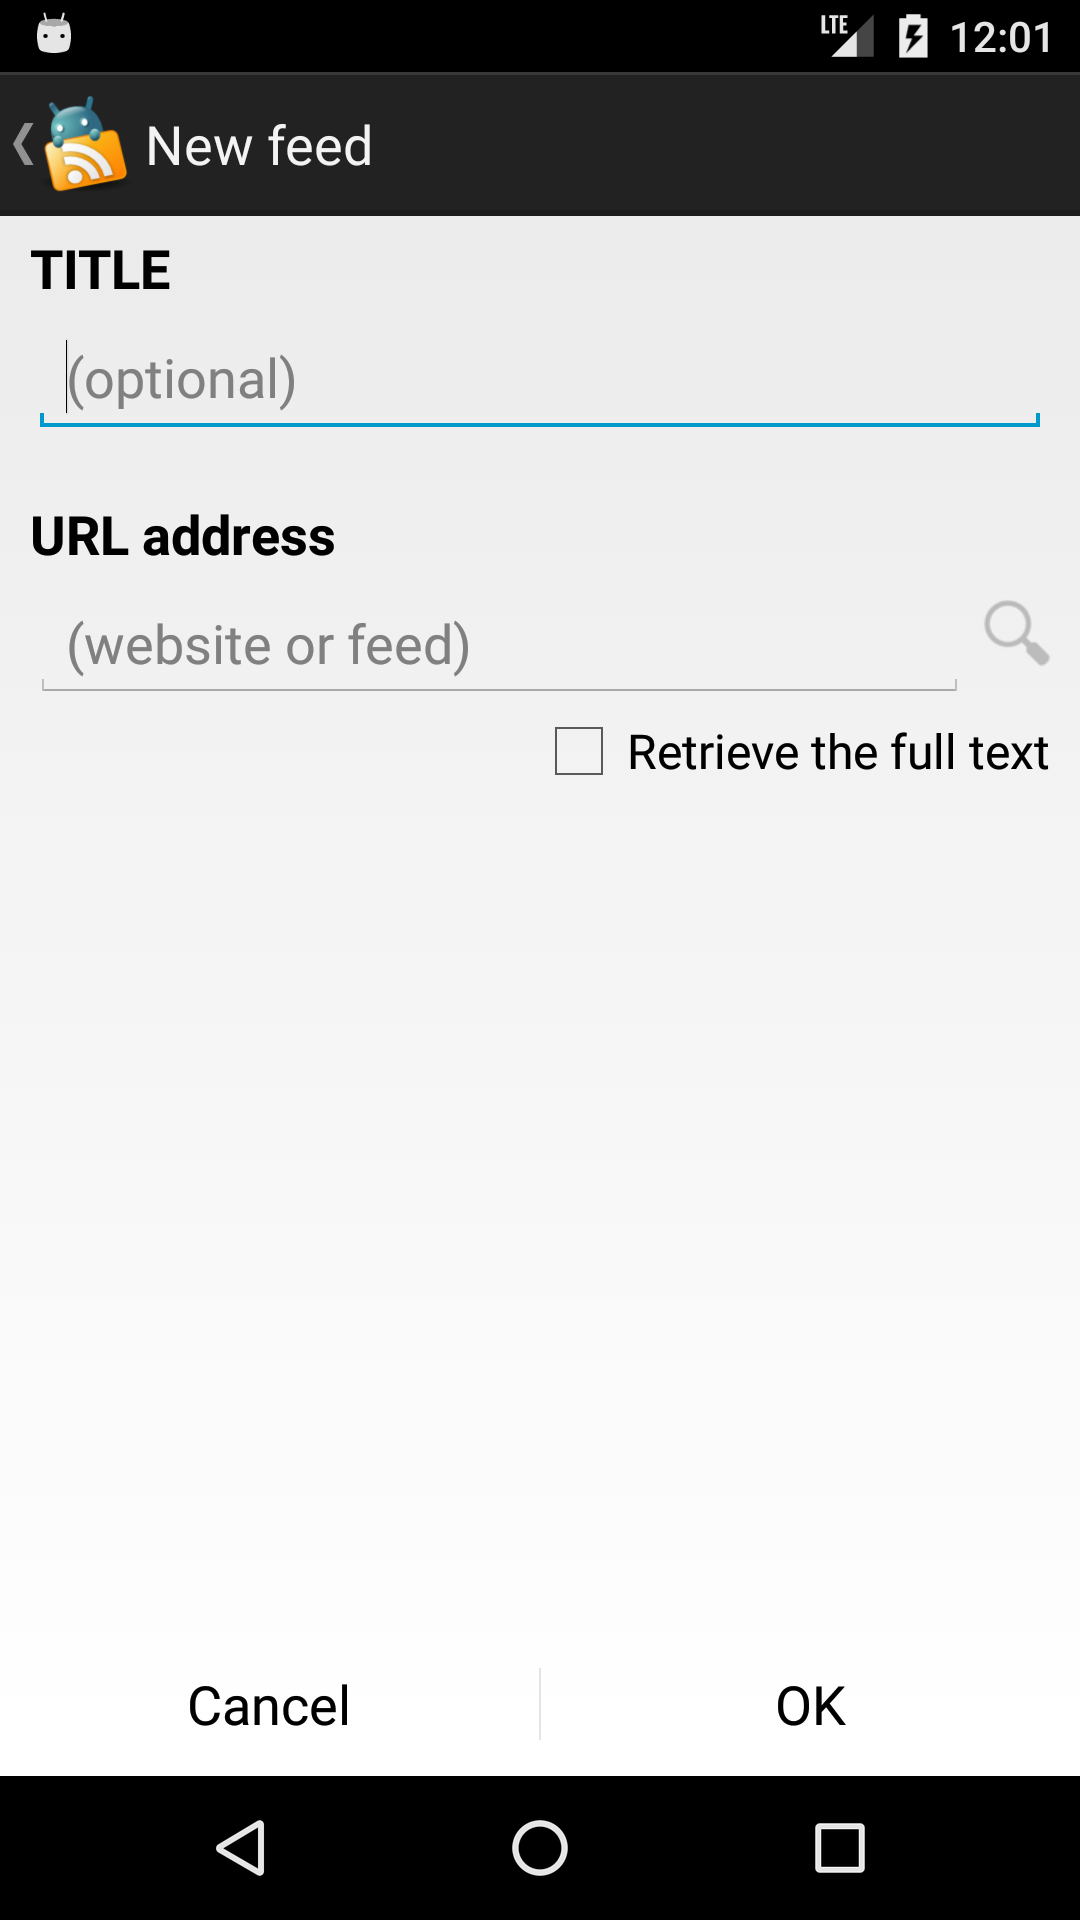 LTE 12:01
New feed
TITLE
(optional)
URL address
(website or feed)
Retrieve the full text
Cancel OK